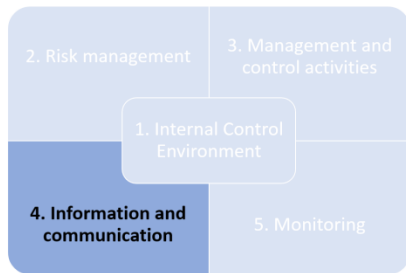 2. Risk management
3. Management and
control activities
1. Internal Control
Environment
4. Information and
communication
5. Monitoring